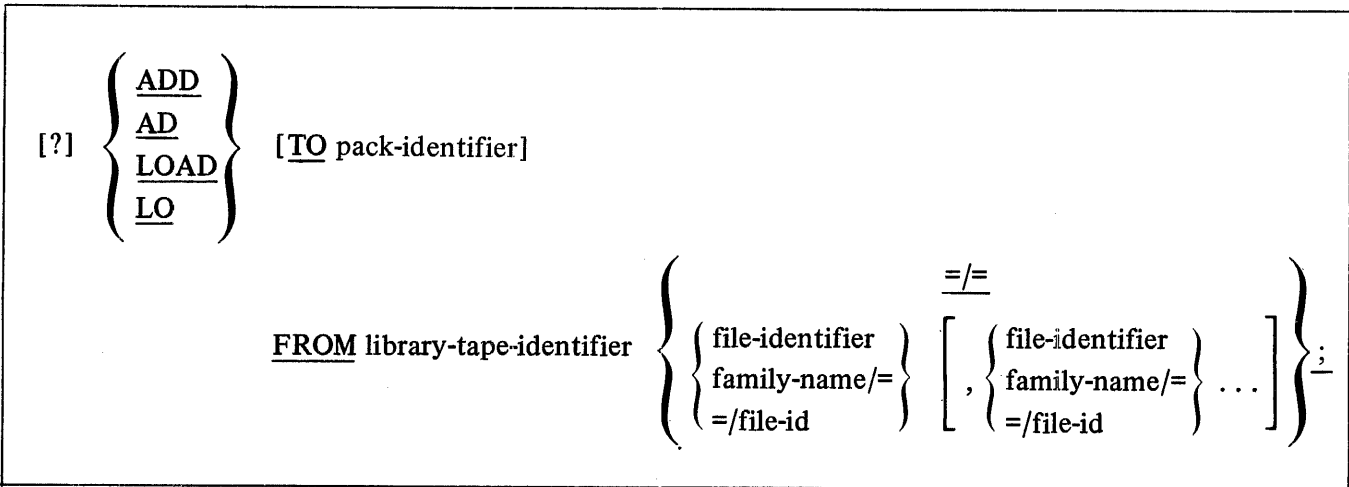 [?] { ADD
AD
LOAD
LO } [TO pack-identifier]
FROM library-tape-identifier { =/=
{ file-identifier
family-name/=
=/file-id } [ , { file-identifier
family-name/=
=/file-id } ... ] } ;